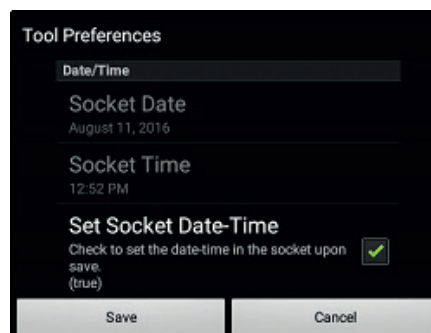 Tool Preferences
Date/Time
Socket Date
August 11, 2016
Socket Time
12:52 PM
Set Socket Date-Time
Check to set the date-time in the socket upon
save.
(true)
Save Cancel